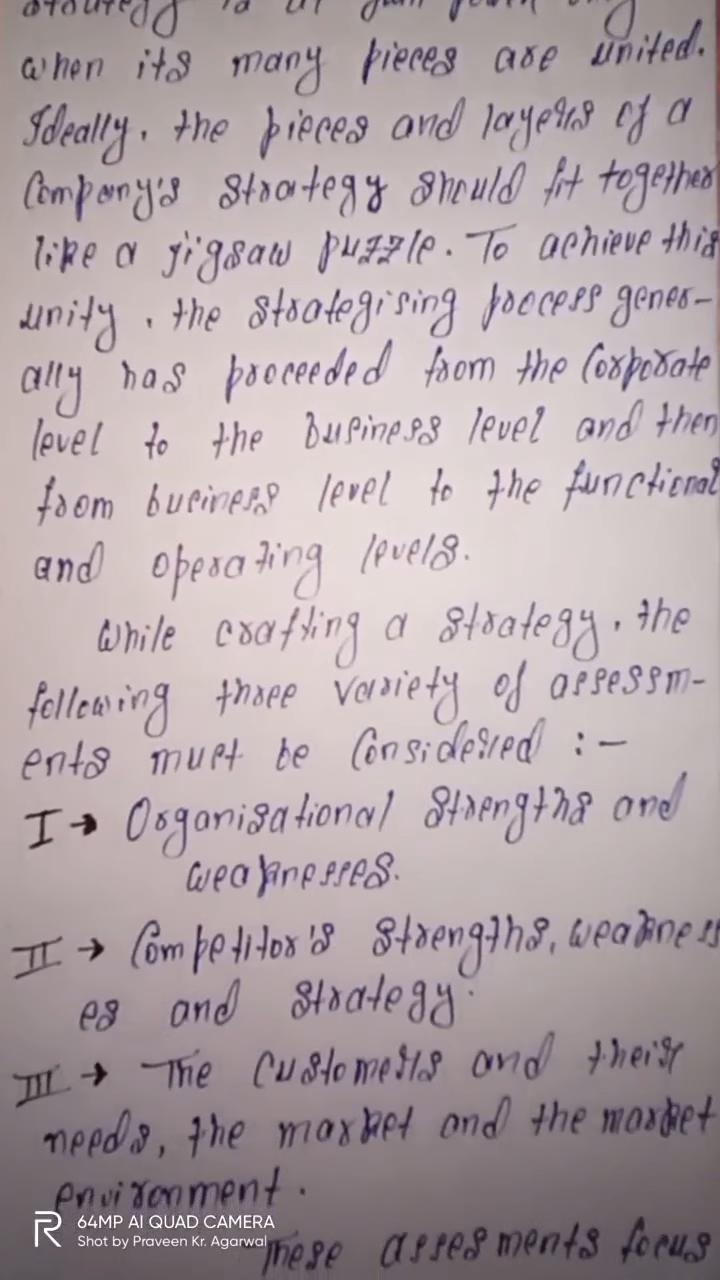 when its many pieces are united.
Ideally, the pieces and layers of a
Company's strategy should fit together
like a jigsaw puzzle. To achieve this
unity, the strategising process gener-
ally has proceeded from the Corporate
level to the business level and then
from business level to the functional
and operating levels.
While crafting a strategy, the
following three variety of assessm-
ents must be Considered :-
I → Organisational strengths and
weaknesses.
II → Competitor's strengths, weakness
es and strategy.
III → The customers and their
needs, the market and the market
environment.
These assesments focus
64MP AI QUAD CAMERA
Shot by Praveen Kr. Agarwal